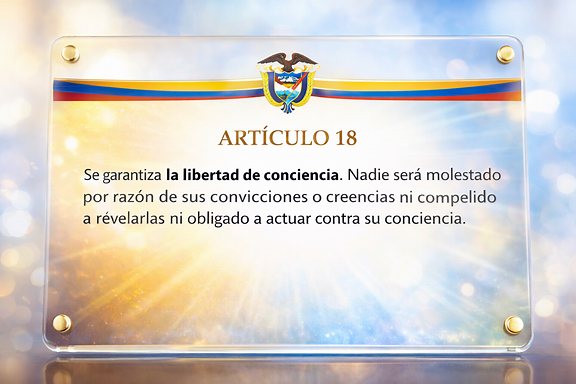 ARTÍCULO 18
Se garantiza la libertad de conciencia. Nadie será molestado
por razón de sus convicciones o creencias ni compelido
a révelarlas ni obligado a actuar contra su conciencia.